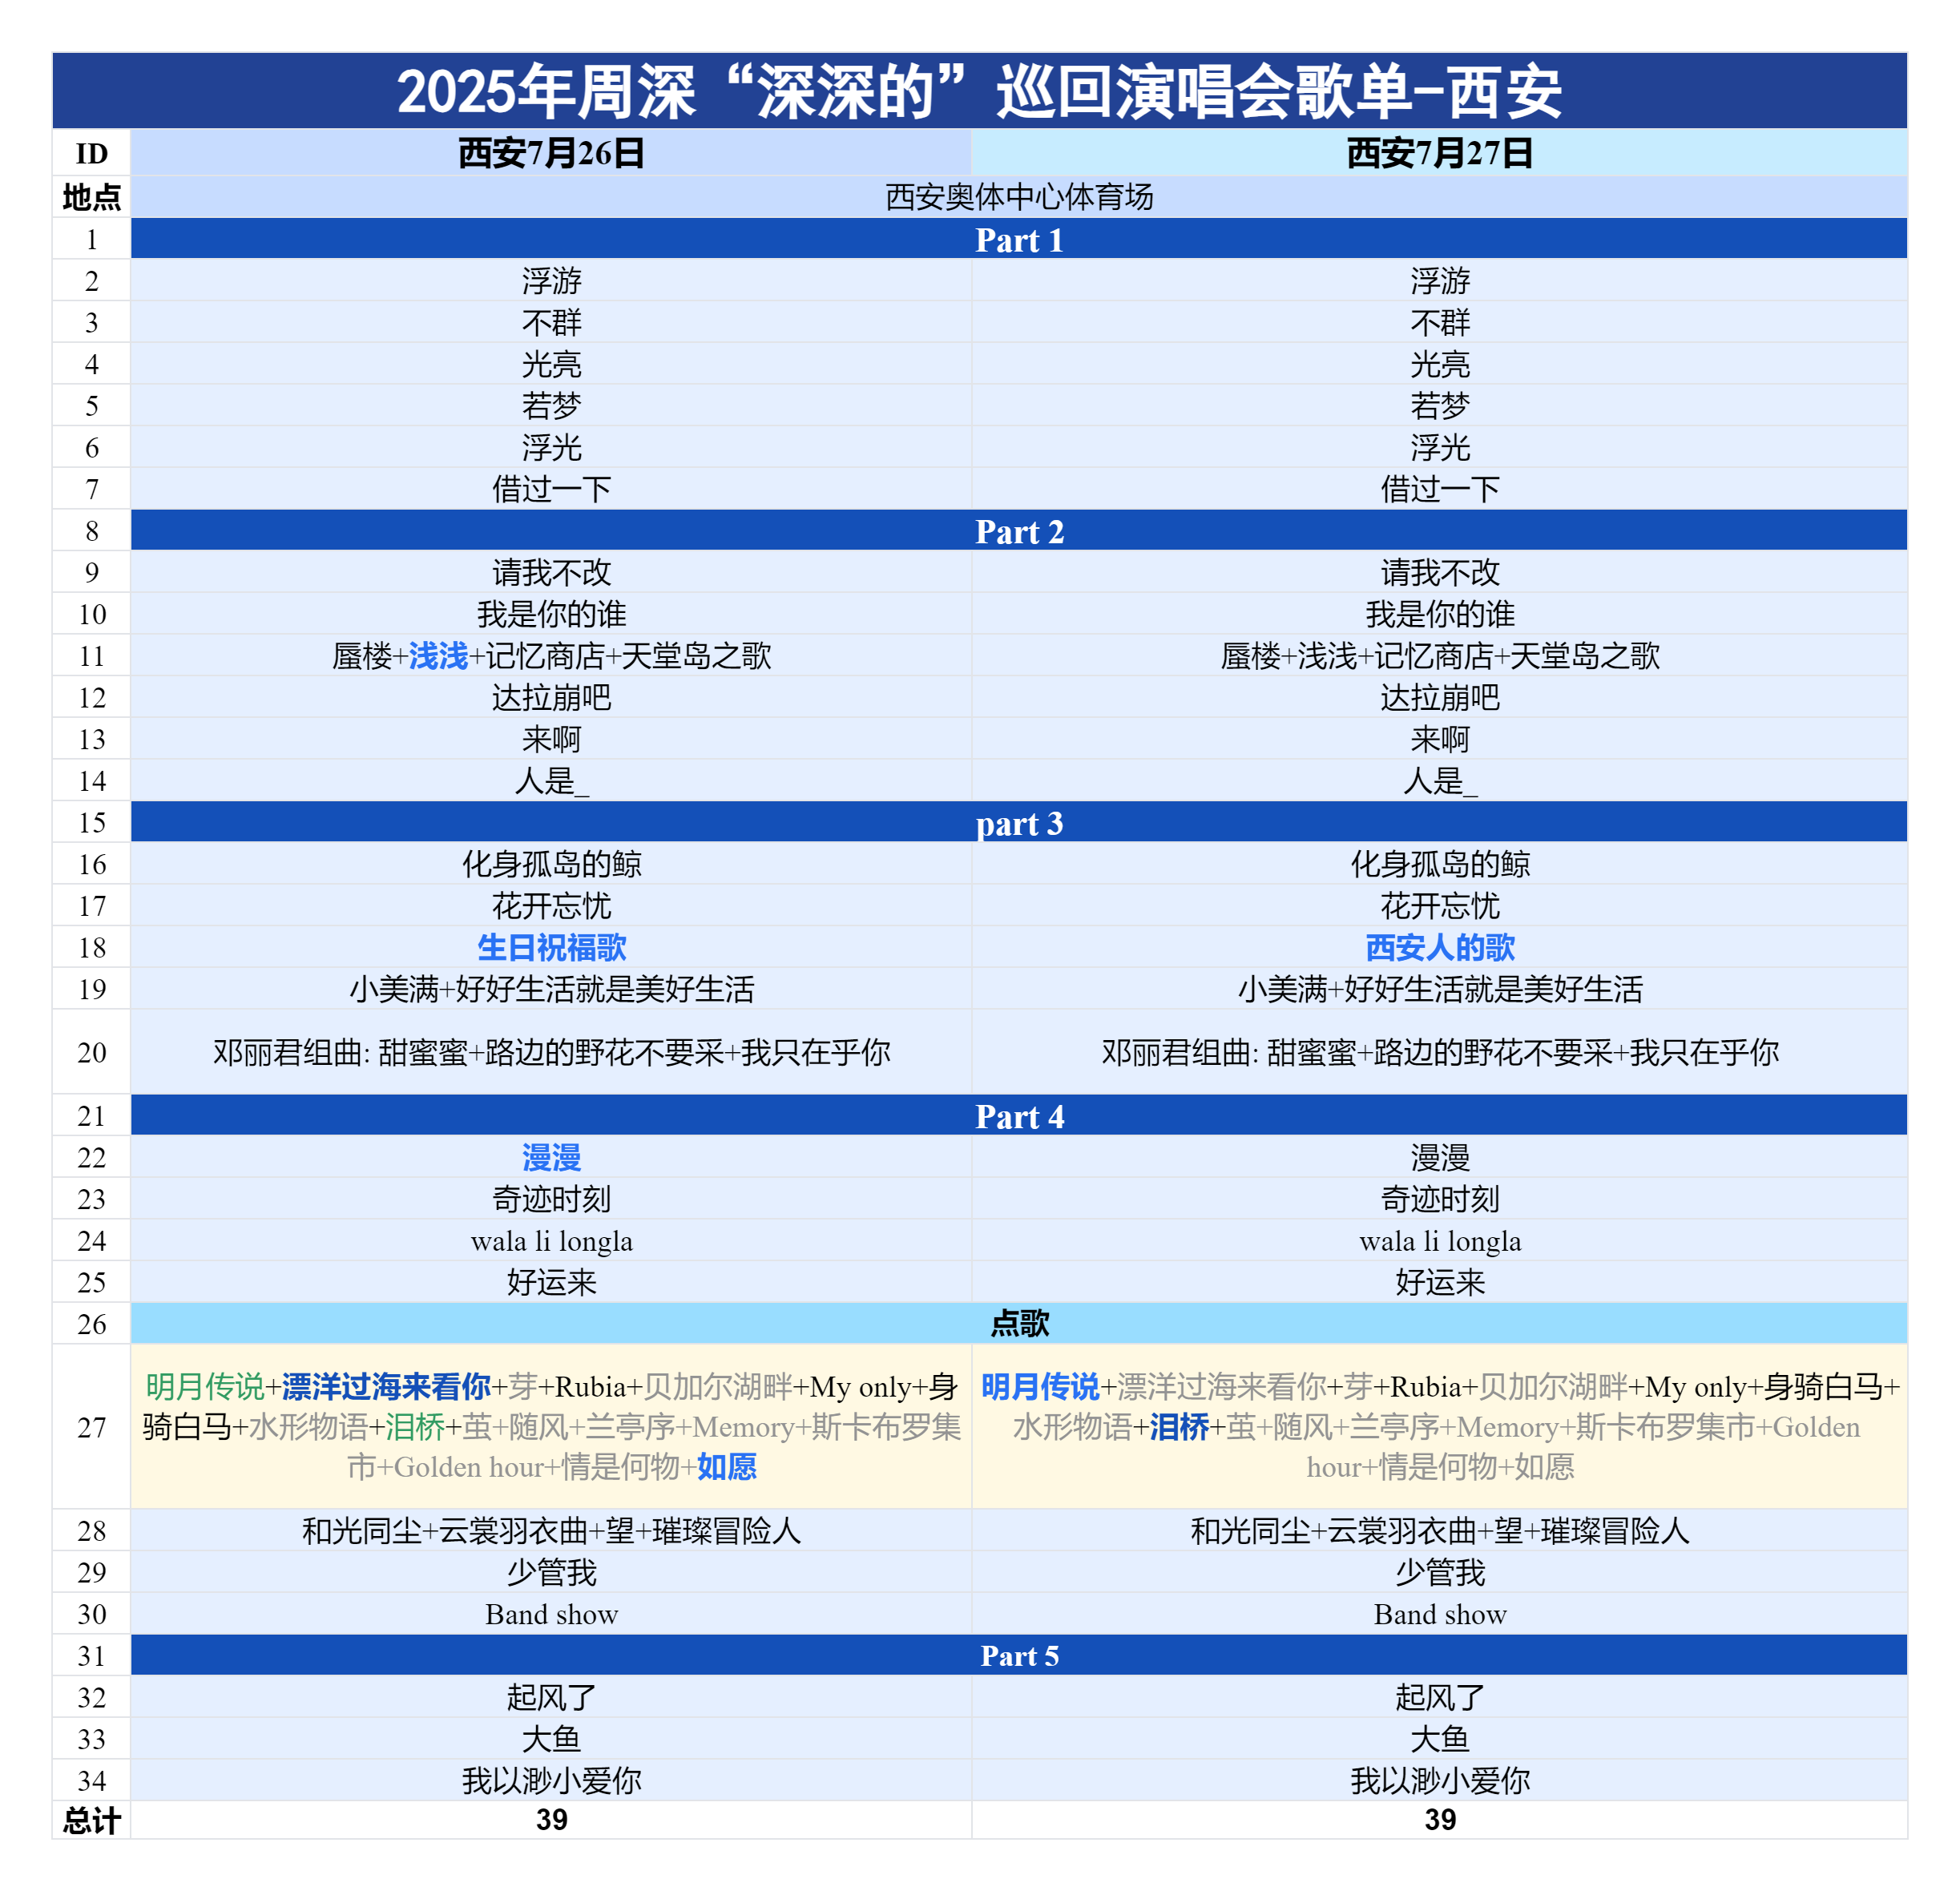 2025年周深“深深的”巡回演唱会歌单-西安
ID 西安7月26日 西安7月27日
地点 西安奥体中心体育场
1 Part 1
2 浮游 浮游
3 不群 不群
4 光亮 光亮
5 若梦 若梦
6 浮光 浮光
7 借过一下 借过一下
8 Part 2
9 请我不改 请我不改
10 我是你的谁 我是你的谁
11 蜃楼+浅浅+记忆商店+天堂岛之歌 蜃楼+浅浅+记忆商店+天堂岛之歌
12 达拉崩吧 达拉崩吧
13 来啊 来啊
14 人是_ 人是_
15 part 3
16 化身孤岛的鲸 化身孤岛的鲸
17 花开忘忧 花开忘忧
18 生日祝福歌 西安人的歌
19 小美满+好好生活就是美好生活 小美满+好好生活就是美好生活
20 邓丽君组曲: 甜蜜蜜+路边的野花不要采+我只在乎你 邓丽君组曲: 甜蜜蜜+路边的野花不要采+我只在乎你
21 Part 4
22 漫漫 漫漫
23 奇迹时刻 奇迹时刻
24 wala li longla wala li longla
25 好运来 好运来
26 点歌
27
明月传说+漂洋过海来看你+芽+Rubia+贝加尔湖畔+My only+身
骑白马+水形物语+泪桥+茧+随风+兰亭序+Memory+斯卡布罗集
市+Golden hour+情是何物+如愿
明月传说+漂洋过海来看你+芽+Rubia+贝加尔湖畔+My only+身骑白马+
水形物语+泪桥+茧+随风+兰亭序+Memory+斯卡布罗集市+Golden
hour+情是何物+如愿
28 和光同尘+云裳羽衣曲+望+璀璨冒险人 和光同尘+云裳羽衣曲+望+璀璨冒险人
29 少管我 少管我
30 Band show Band show
31 Part 5
32 起风了 起风了
33 大鱼 大鱼
34 我以渺小爱你 我以渺小爱你
总计 39 39